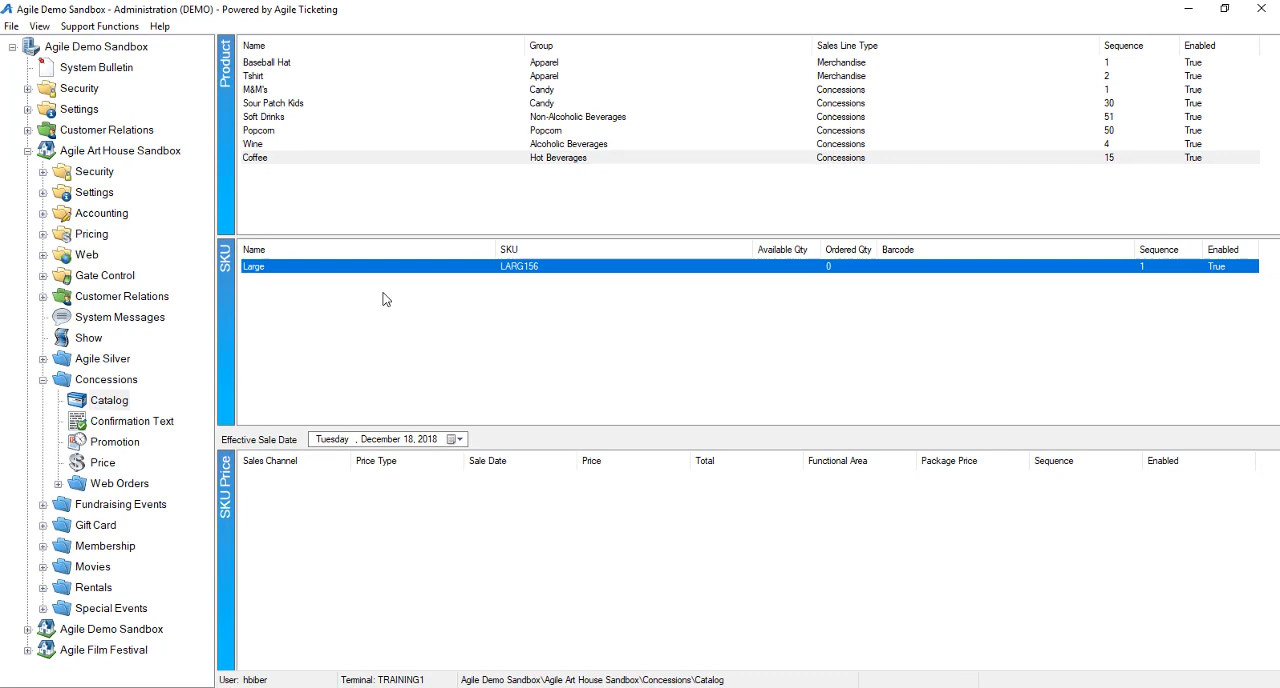 Agile Demo Sandbox - Administration (DEMO) - Powered by Agile Ticketing
File View Support Functions Help
Agile Demo Sandbox
System Bulletin
Security
Settings
Customer Relations
Agile Art House Sandbox
Security
Settings
Accounting
Pricing
Web
Gate Control
Customer Relations
System Messages
Show
Agile Silver
Concessions
Catalog
Confirmation Text
Promotion
Price
Web Orders
Fundraising Events
Gift Card
Membership
Movies
Rentals
Special Events
Agile Demo Sandbox
Agile Film Festival
Product
Name Group Sales Line Type Sequence Enabled
Baseball Hat Apparel Merchandise 1 True
Tshirt Apparel Merchandise 2 True
M&M's Candy Concessions 1 True
Sour Patch Kids Candy Concessions 30 True
Soft Drinks Non-Alcoholic Beverages Concessions 51 True
Popcorn Popcorn Concessions 50 True
Wine Alcoholic Beverages Concessions 4 True
Coffee Hot Beverages Concessions 15 True
SKU
Name SKU Available Qty Ordered Qty Barcode Sequence Enabled
Large LARG156 0 1 True
Effective Sale Date Tuesday , December 18, 2018
SKU Price
Sales Channel Price Type Sale Date Price Total Functional Area Package Price Sequence Enabled
User: hbiber Terminal: TRAINING1 Agile Demo Sandbox\Agile Art House Sandbox\Concessions\Catalog